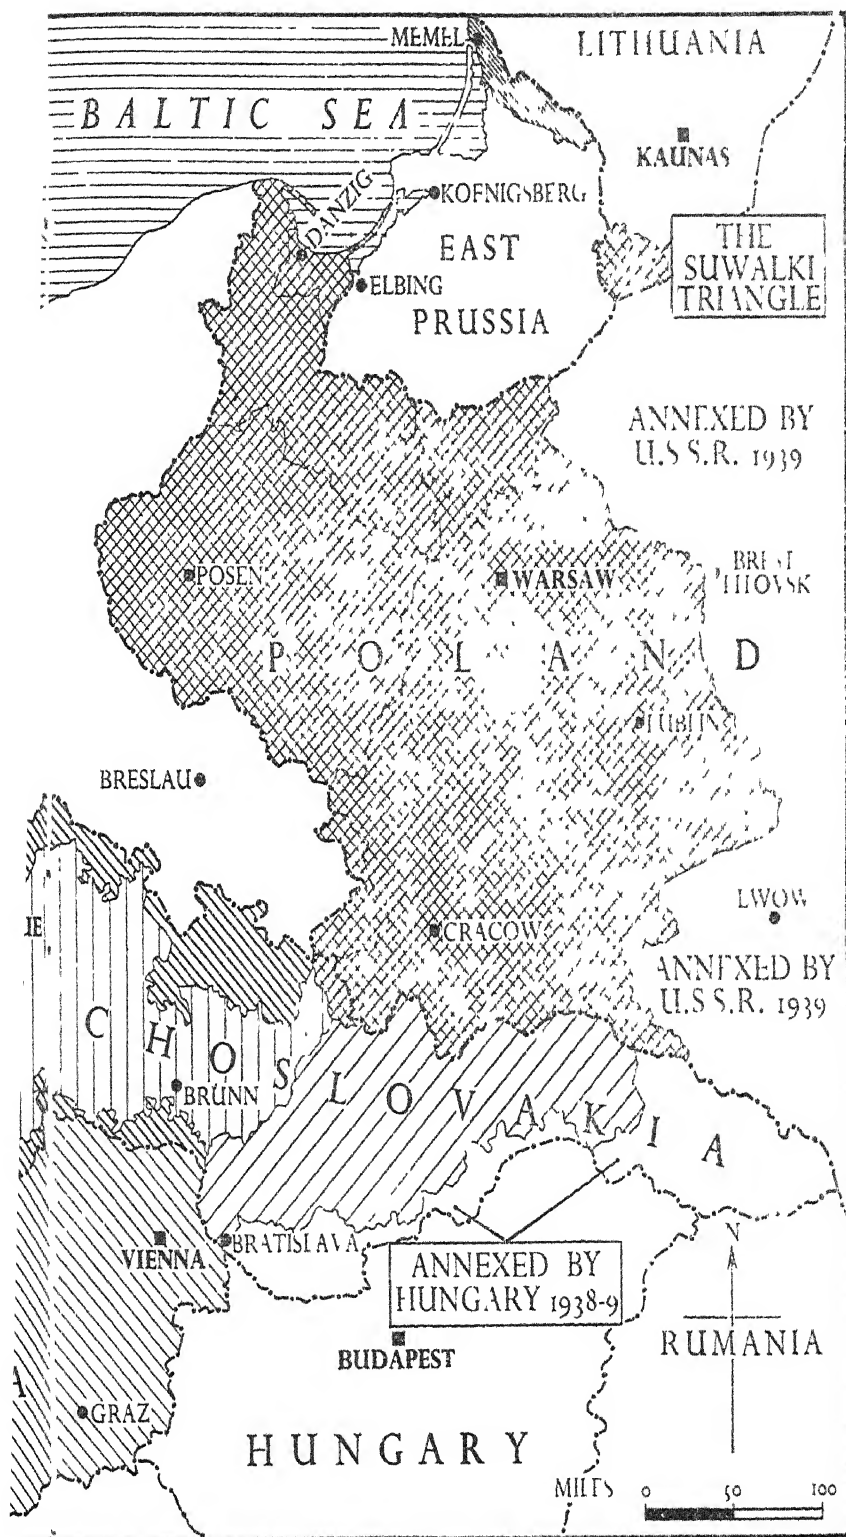 MEMEL
LITHUANIA
BALTIC SEA
KAUNAS
DANZIG
KOENIGSBERG
THE
SUWALKI
TRIANGLE
EAST
PRUSSIA
ELBING
ANNEXED BY
U.S.S.R. 1939
POSEN
WARSAW
BREST
LITOVSK
POLAND
LUBLIN
BRESLAU
LWOW
CRACOW
ANNEXED BY
U.S.S.R. 1939
CHOSLOVAKIA
BRUNN
VIENNA
BRATISLAVA
N
ANNEXED BY
HUNGARY 1938-9
BUDAPEST
RUMANIA
GRAZ
HUNGARY
MILES 0 50 100